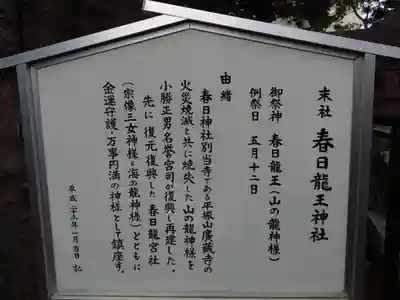 末社 春日龍王神社
御祭神 春日龍王(山の龍神様)
例祭日 五月十二日
由緒
春日神社別当寺である平坂山廣蔵寺の
火災焼滅と共に焼失した山の龍神様を
小勝正男名誉宮司が復興し再建した。
先に復元復興した春日龍宮社
(宗像三女神様=海の龍神様)とともに
金運守護・万事円満の神様として鎮座す。
平成二十三年一月吉日 記